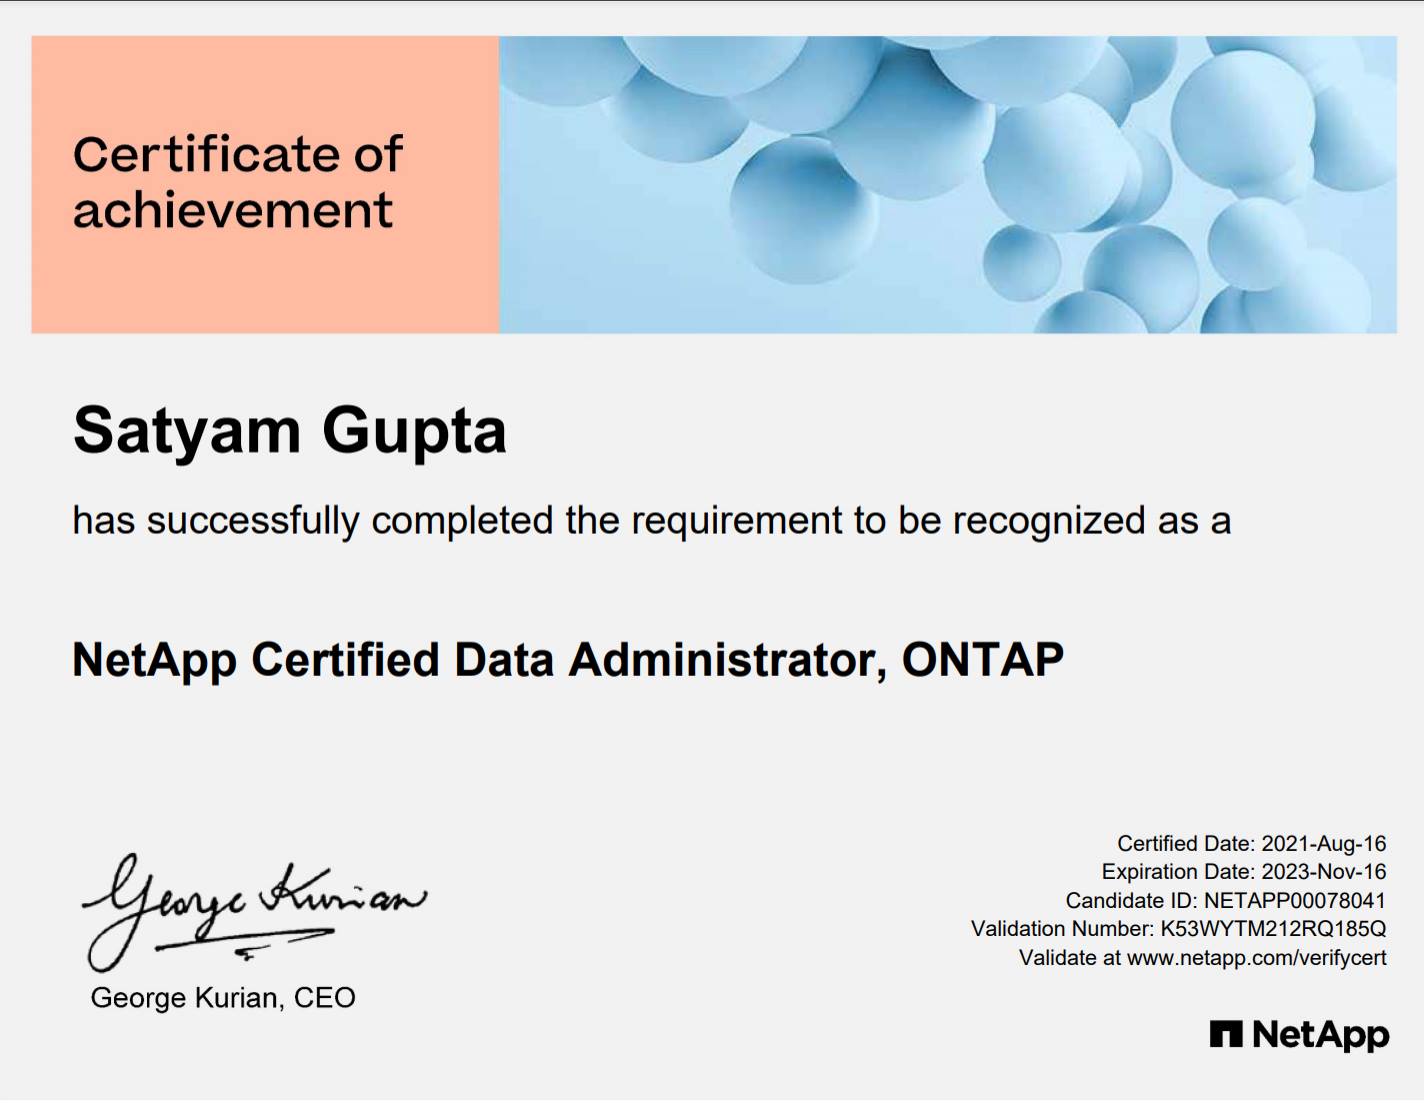 Certificate of
achievement
Satyam Gupta
has successfully completed the requirement to be recognized as a
NetApp Certified Data Administrator, ONTAP
George Kurian
George Kurian, CEO
Certified Date: 2021-Aug-16
Expiration Date: 2023-Nov-16
Candidate ID: NETAPP00078041
Validation Number: K53WYTM212RQ185Q
Validate at www.netapp.com/verifycert
NetApp